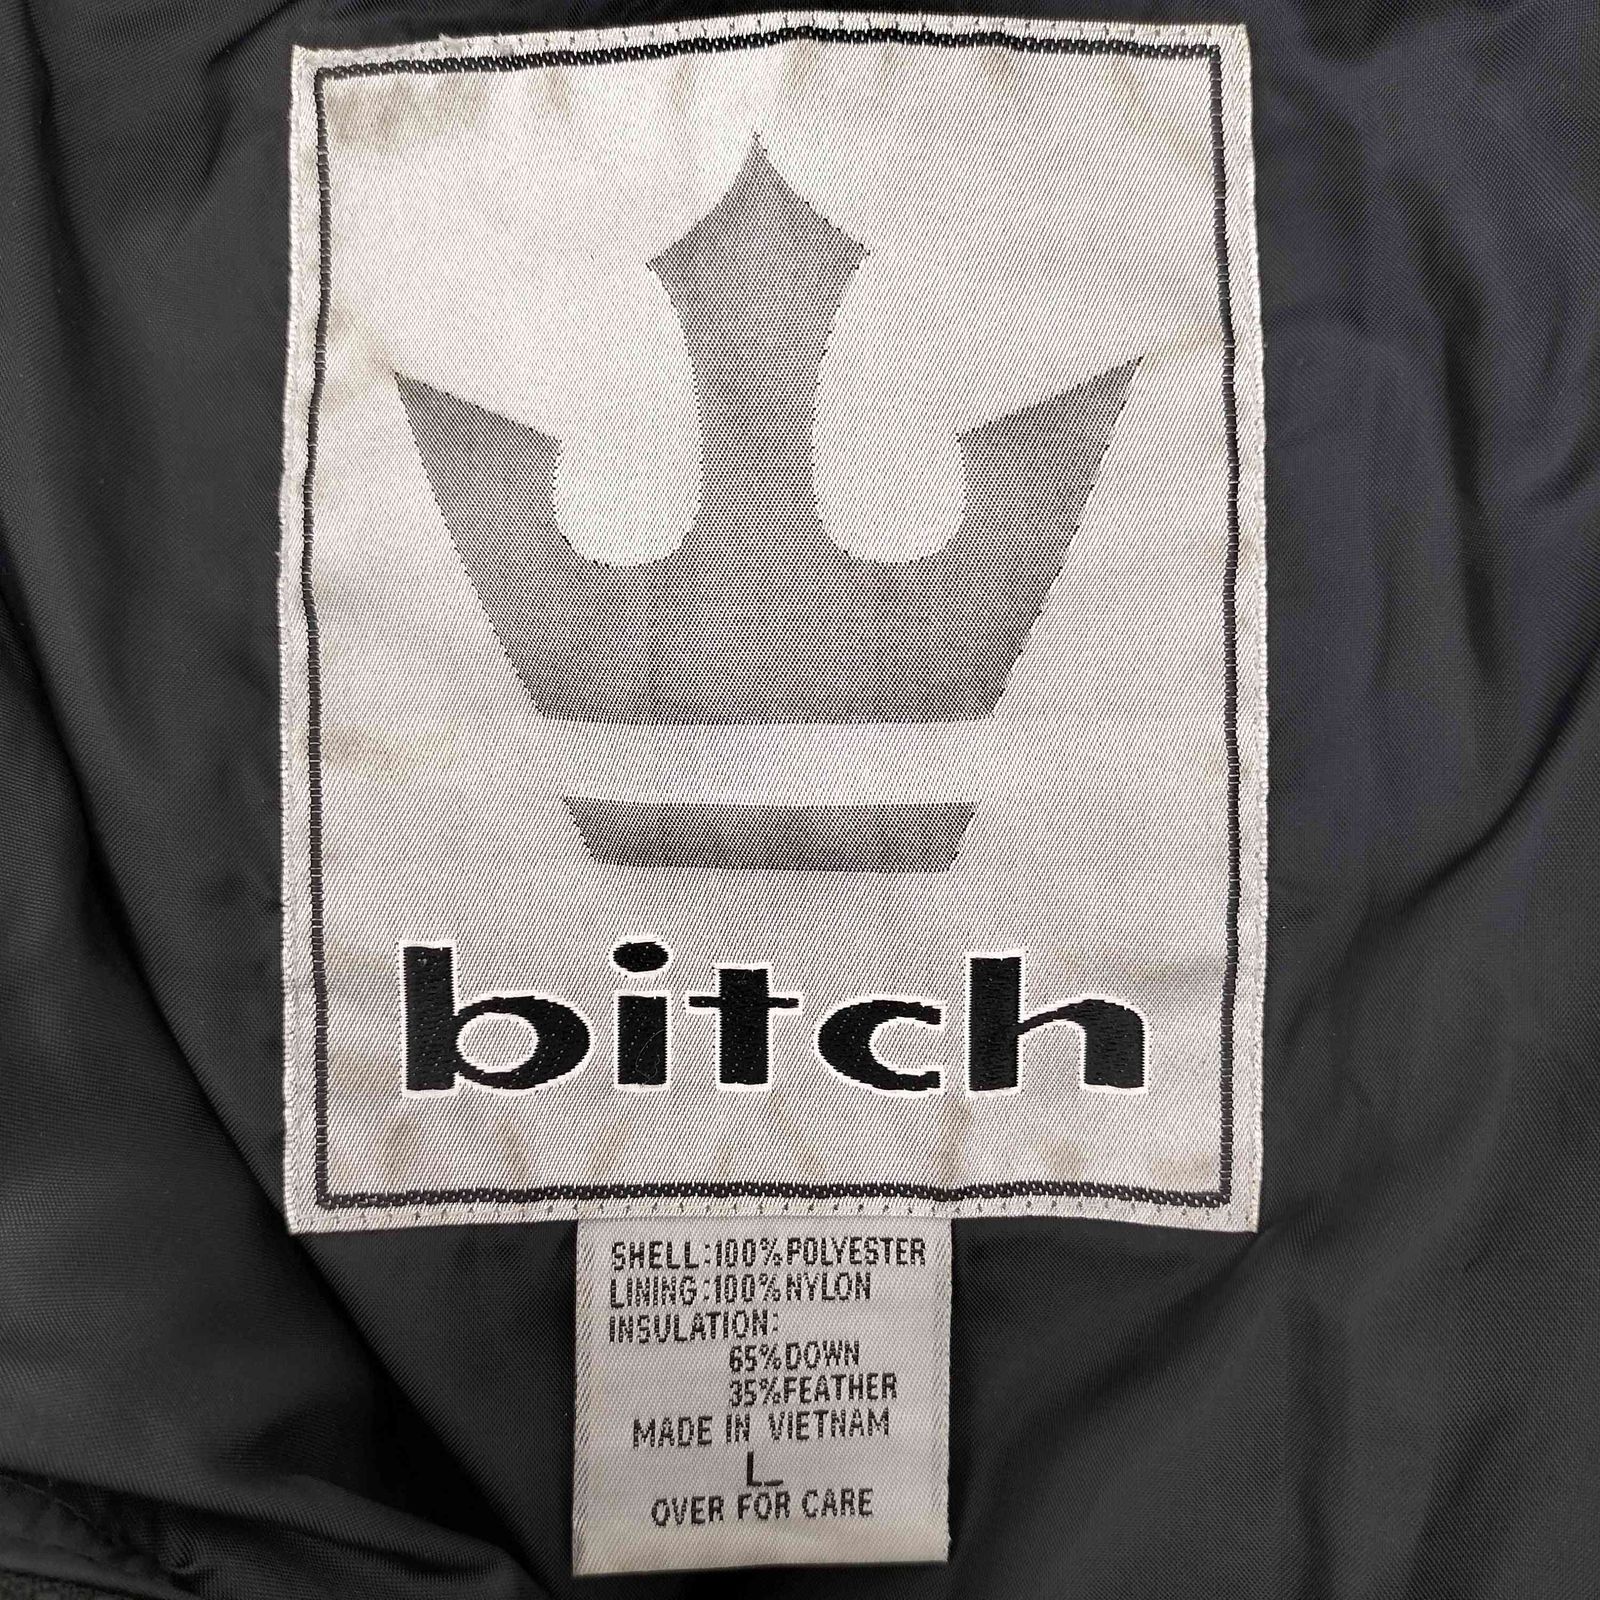 bitch
SHELL:100%POLYESTER
LINING:100%NYLON
INSULATION:
65%DOWN
35%FEATHER
MADE IN VIETNAM
L
OVER FOR CARE